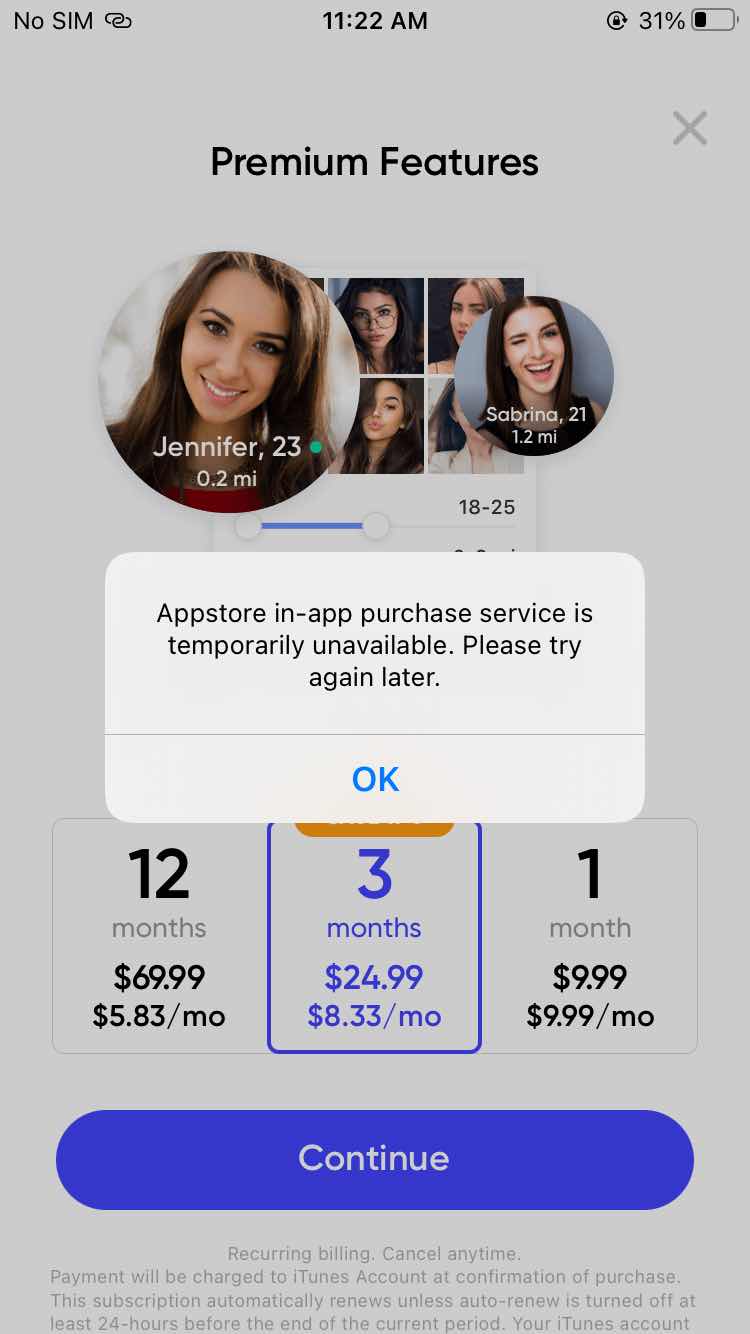 No SIM
11:22 AM
31%
Premium Features
Jennifer, 23
0.2 mi
Sabrina, 21
1.2 mi
18-25
Appstore in-app purchase service is
temporarily unavailable. Please try
again later.
OK
12
months
$69.99
$5.83/mo
3
months
$24.99
$8.33/mo
1
month
$9.99
$9.99/mo
Continue
Recurring billing. Cancel anytime.
Payment will be charged to iTunes Account at confirmation of purchase.
This subscription automatically renews unless auto-renew is turned off at
least 24-hours before the end of the current period. Your iTunes account